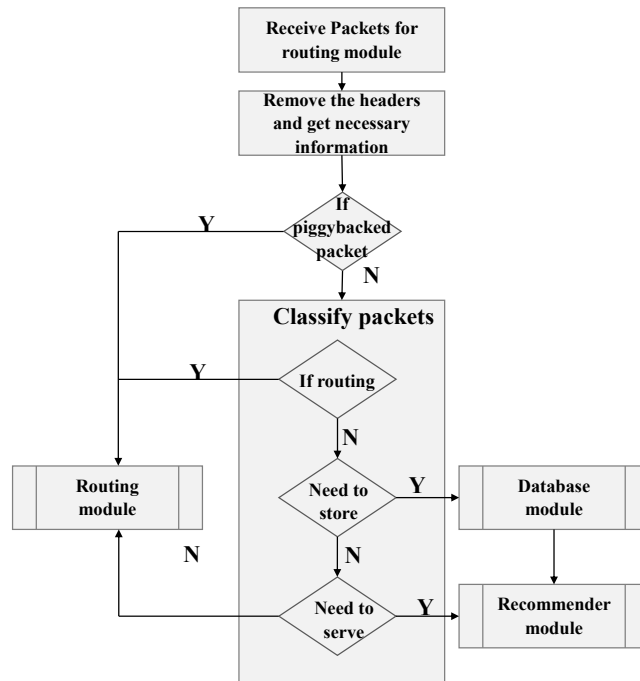 Receive Packets for
routing module
Remove the headers
and get necessary
information
If
piggybacked
packet
Y
N
Classify packets
If routing
Y
N
Need to
store
Y
N
Routing
module
Database
module
Need to
serve
N
Y
Recommender
module